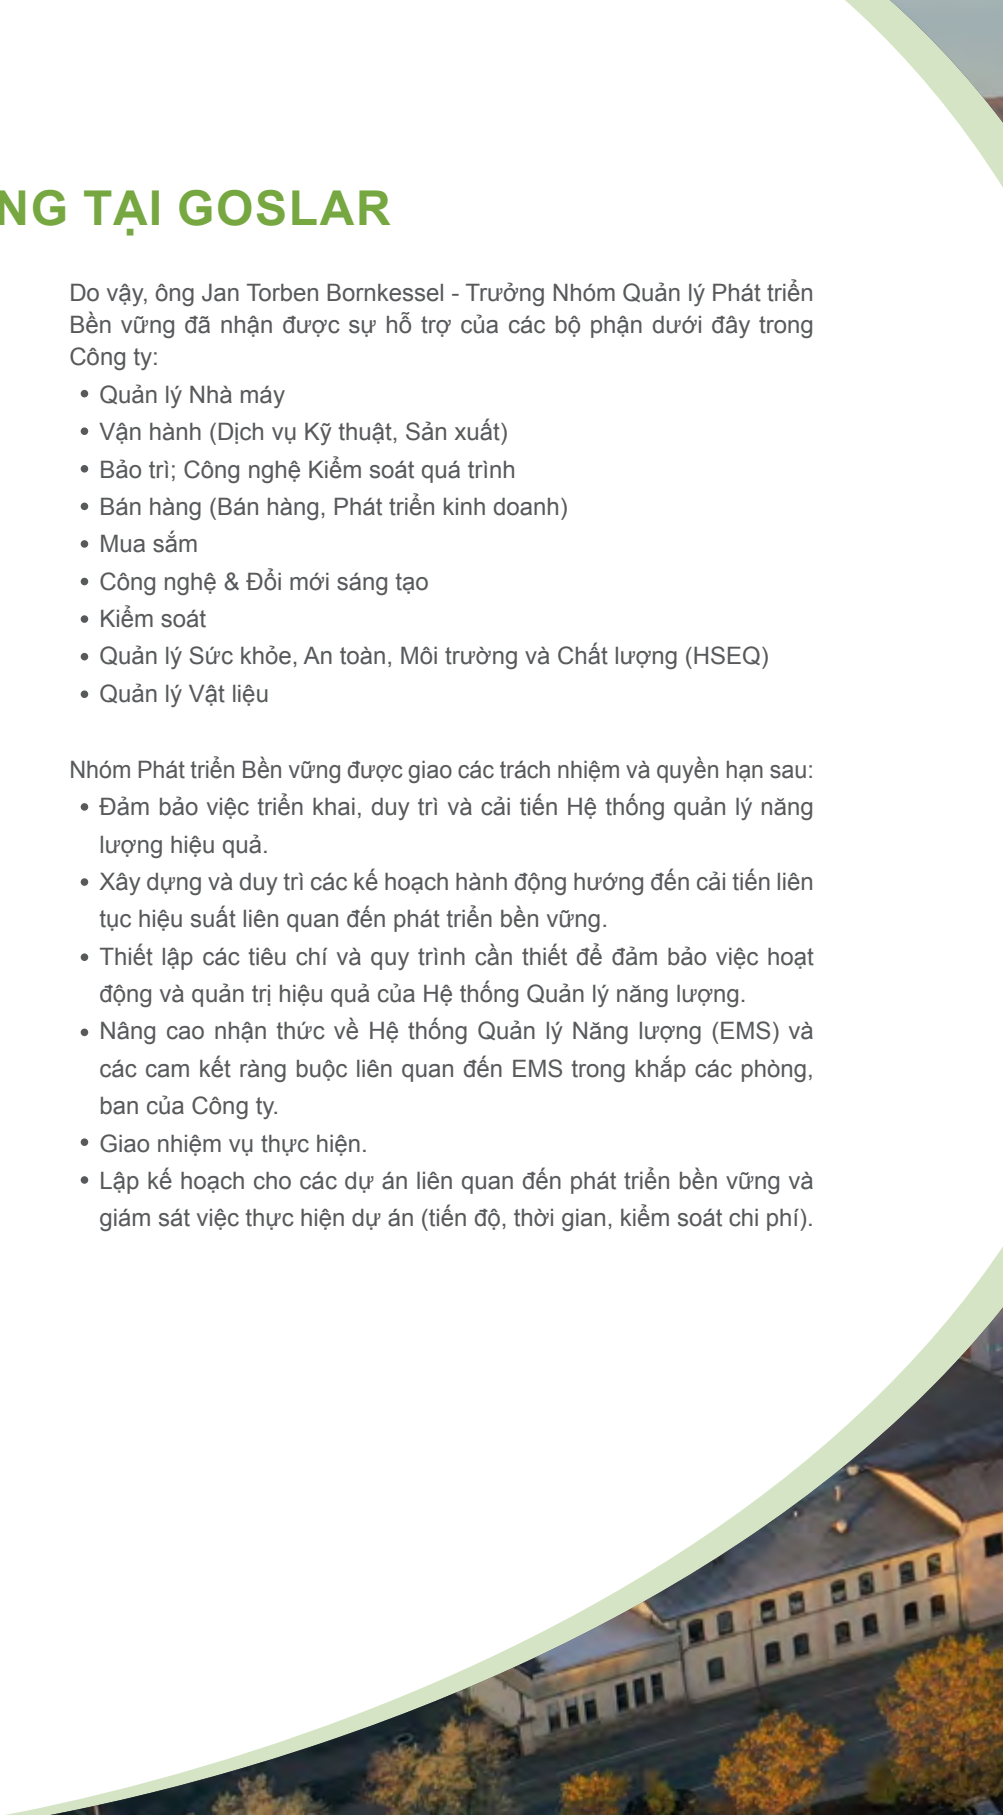 NG TẠI GOSLAR
Do vậy, ông Jan Torben Bornkessel - Trưởng Nhóm Quản lý Phát triển
Bền vững đã nhận được sự hỗ trợ của các bộ phận dưới đây trong
Công ty:
• Quản lý Nhà máy
• Vận hành (Dịch vụ Kỹ thuật, Sản xuất)
• Bảo trì; Công nghệ Kiểm soát quá trình
• Bán hàng (Bán hàng, Phát triển kinh doanh)
• Mua sắm
• Công nghệ & Đổi mới sáng tạo
• Kiểm soát
• Quản lý Sức khỏe, An toàn, Môi trường và Chất lượng (HSEQ)
• Quản lý Vật liệu
Nhóm Phát triển Bền vững được giao các trách nhiệm và quyền hạn sau:
• Đảm bảo việc triển khai, duy trì và cải tiến Hệ thống quản lý năng
lượng hiệu quả.
• Xây dựng và duy trì các kế hoạch hành động hướng đến cải tiến liên
tục hiệu suất liên quan đến phát triển bền vững.
• Thiết lập các tiêu chí và quy trình cần thiết để đảm bảo việc hoạt
động và quản trị hiệu quả của Hệ thống Quản lý năng lượng.
• Nâng cao nhận thức về Hệ thống Quản lý Năng lượng (EMS) và
các cam kết ràng buộc liên quan đến EMS trong khắp các phòng,
ban của Công ty.
• Giao nhiệm vụ thực hiện.
• Lập kế hoạch cho các dự án liên quan đến phát triển bền vững và
giám sát việc thực hiện dự án (tiến độ, thời gian, kiểm soát chi phí).